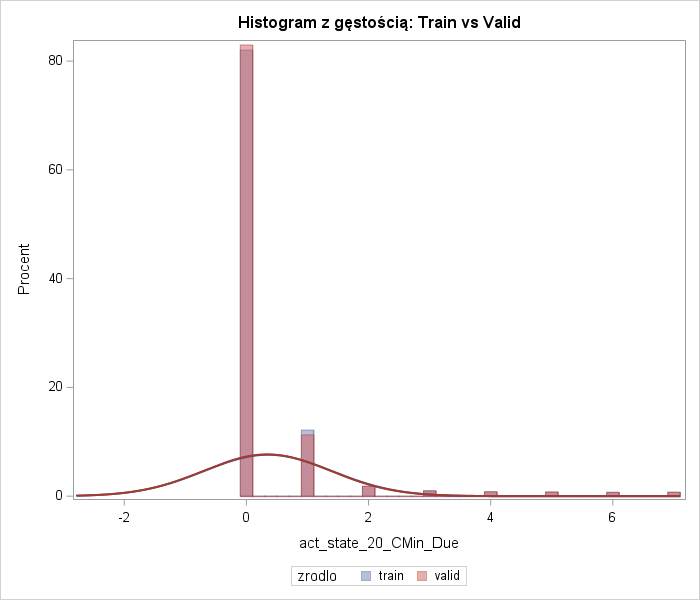 Histogram z gęstością: Train vs Valid
80
60
40
20
0
Procent
-2 0 2 4 6
act_state_20_CMin_Due
zrodlo train valid